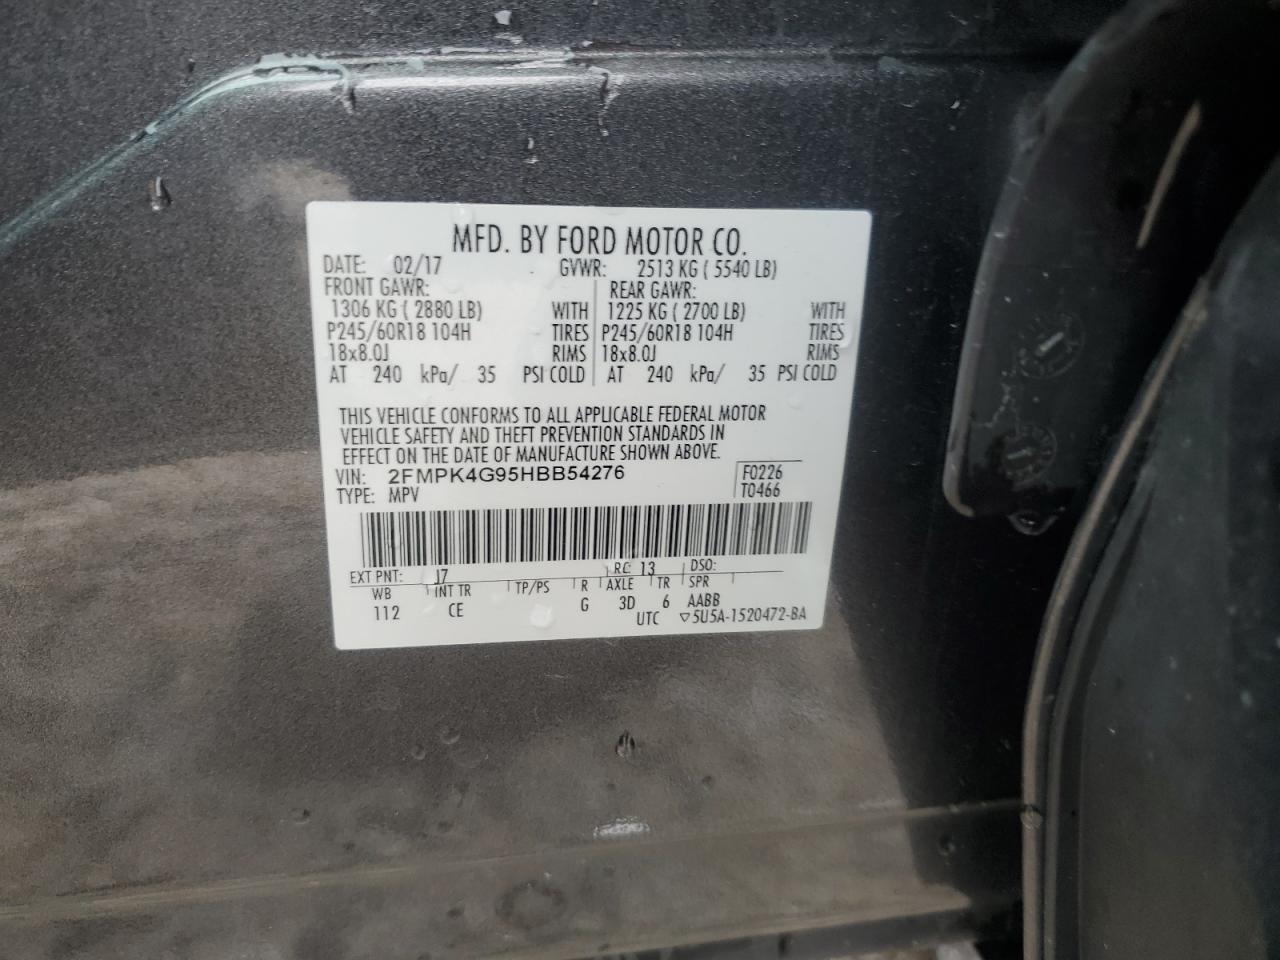 MFD. BY FORD MOTOR CO.
DATE: 02/17 GVWR: 2513 KG ( 5540 LB)
FRONT GAWR: REAR GAWR:
1306 KG ( 2880 LB) WITH 1225 KG ( 2700 LB) WITH
P245/60R18 104H TIRES P245/60R18 104H TIRES
18x8.0J RIMS 18x8.0J RIMS
AT 240 kPa/ 35 PSI COLD AT 240 kPa/ 35 PSI COLD
THIS VEHICLE CONFORMS TO ALL APPLICABLE FEDERAL MOTOR
VEHICLE SAFETY AND THEFT PREVENTION STANDARDS IN
EFFECT ON THE DATE OF MANUFACTURE SHOWN ABOVE.
VIN: 2FMPK4G95HBB54276 F0226
TYPE: MPV T0466
EXT PNT: J7 RC: 13 DSO:
WB INT TR TP/PS R AXLE TR SPR
112 CE G 3D 6 AABB
UTC ▽5U5A-1520472-BA